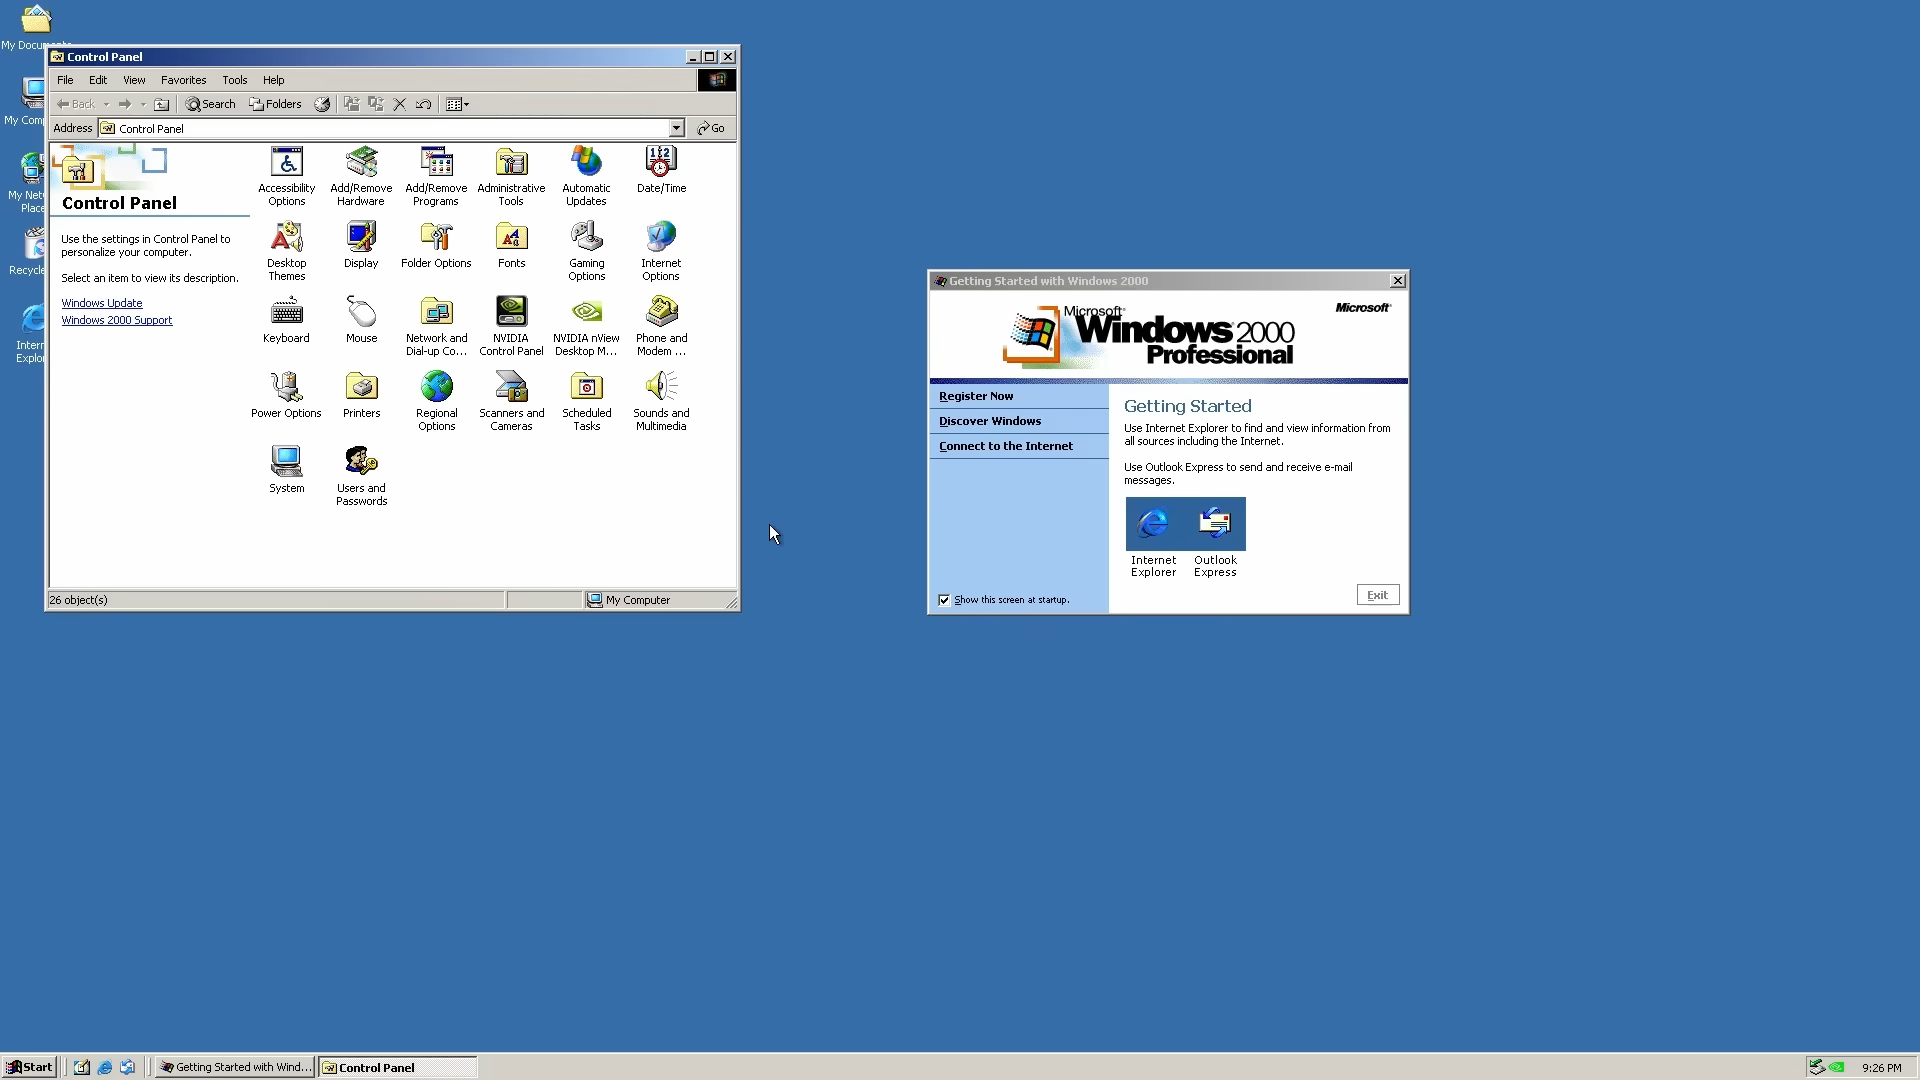 My Docum
My Comp
My Net
Place
Recycle
Intern
Explor
Control Panel
File Edit View Favorites Tools Help
Back Search Folders
Address Control Panel Go
Control Panel
Use the settings in Control Panel to
personalize your computer.
Select an item to view its description.
Windows Update
Windows 2000 Support
Accessibility
Options
Add/Remove
Hardware
Add/Remove
Programs
Administrative
Tools
Automatic
Updates
Date/Time
Desktop
Themes
Display
Folder Options
Fonts
Gaming
Options
Internet
Options
Keyboard
Mouse
Network and
Dial-up Co...
NVIDIA
Control Panel
NVIDIA nView
Desktop M...
Phone and
Modem ...
Power Options
Printers
Regional
Options
Scanners and
Cameras
Scheduled
Tasks
Sounds and
Multimedia
System
Users and
Passwords
26 object(s)
My Computer
Getting Started with Windows 2000
Microsoft
Windows 2000
Professional
Microsoft
Register Now
Discover Windows
Connect to the Internet
Show this screen at startup.
Getting Started
Use Internet Explorer to find and view information from
all sources including the Internet.
Use Outlook Express to send and receive e-mail
messages.
Internet
Explorer
Outlook
Express
Exit
Start
Getting Started with Wind...
Control Panel
9:26 PM